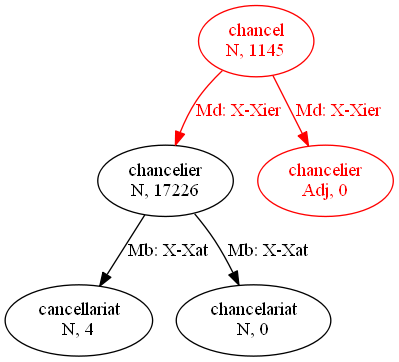 chancel
N, 1145
Md: X-Xier
Md: X-Xier
chancelier
N, 17226
chancelier
Adj, 0
Mb: X-Xat
Mb: X-Xat
cancellariat
N, 4
chancelariat
N, 0